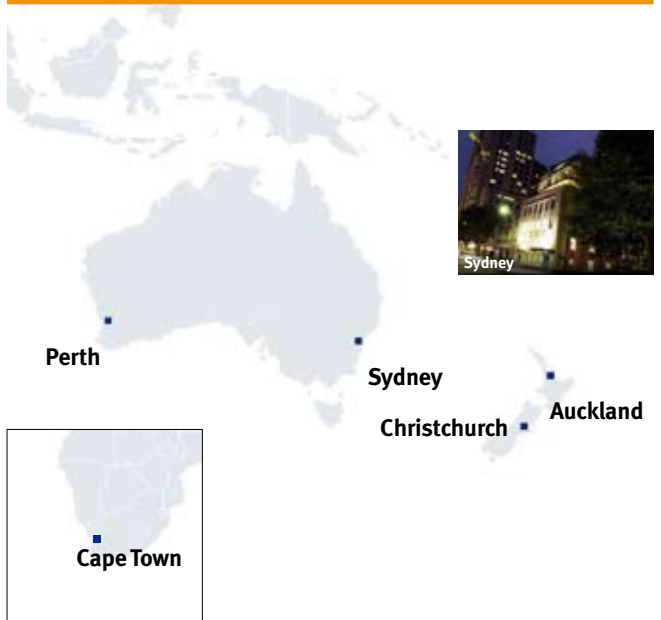 Sydney
Perth
Sydney
Auckland
Christchurch
Cape Town